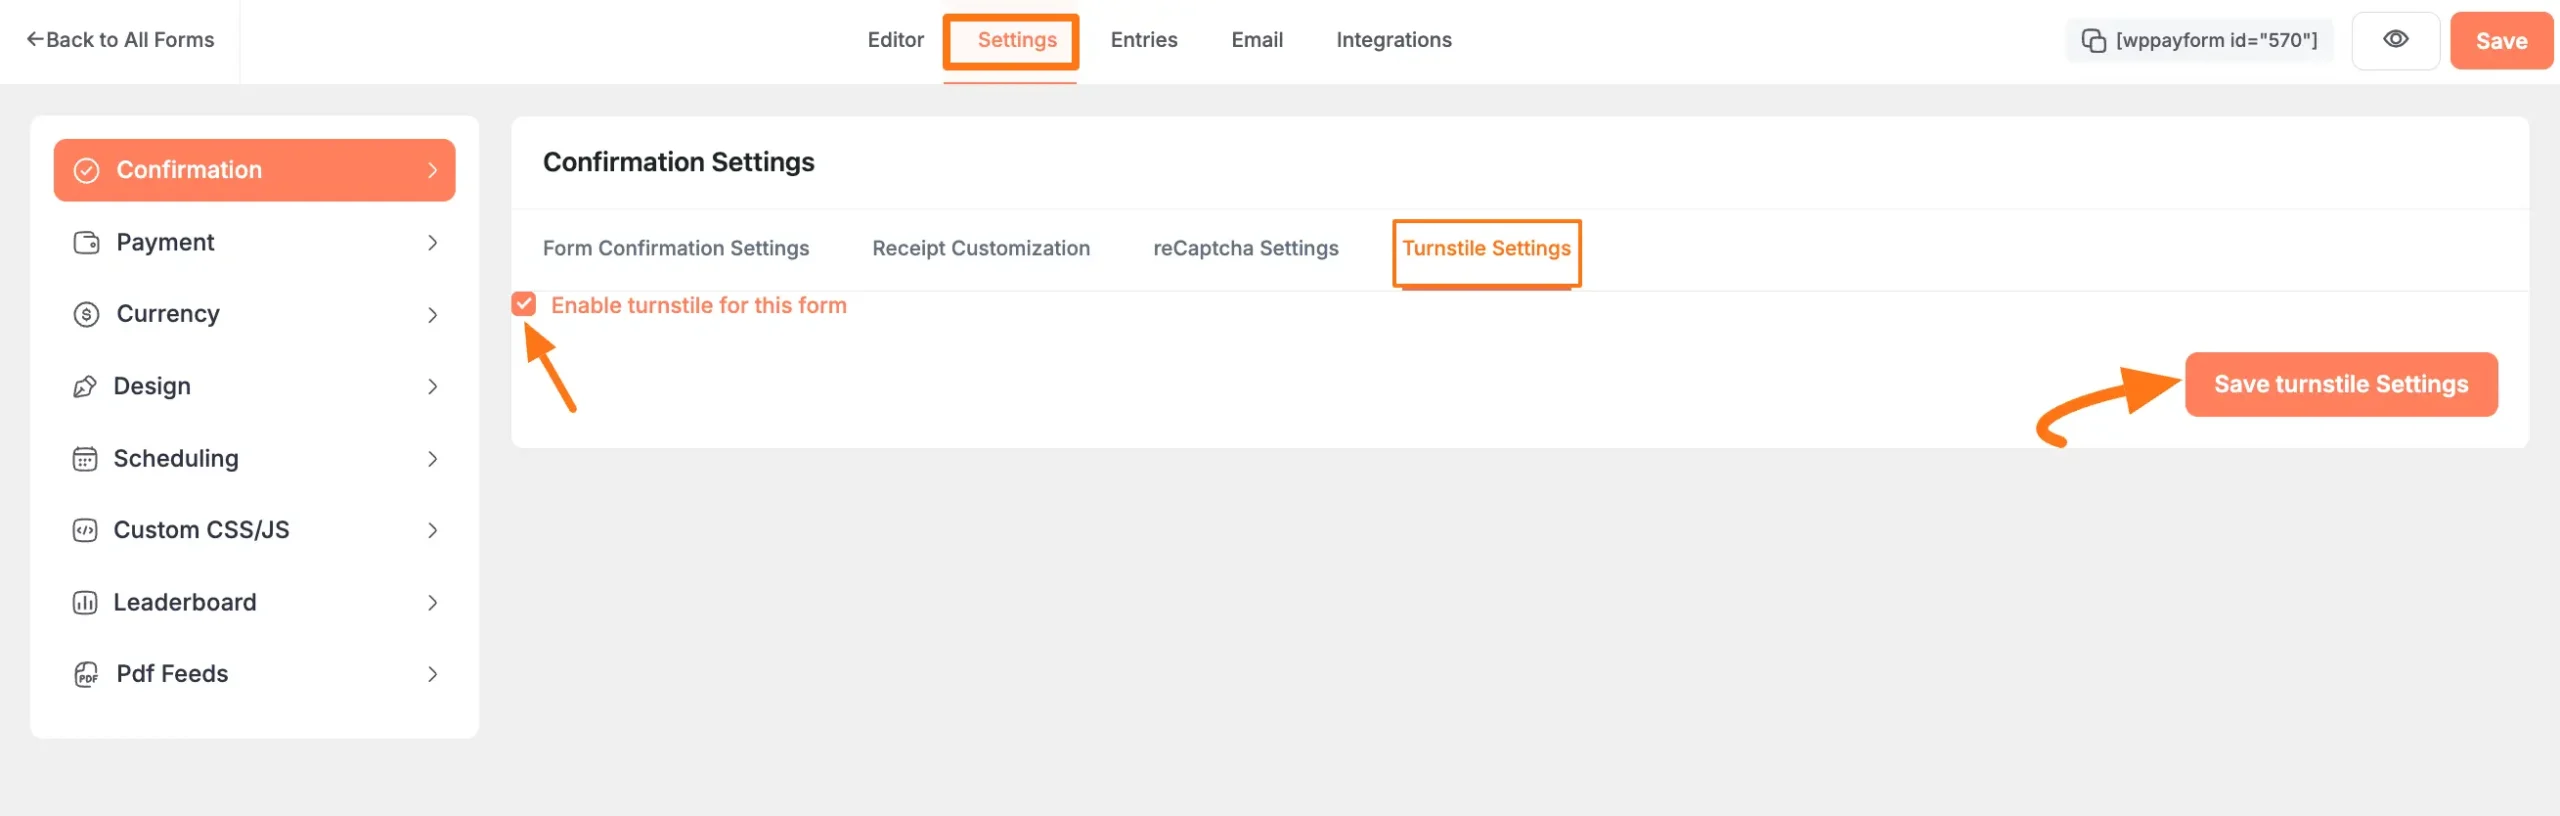 Back to All Forms
Editor
Settings
Entries
Email
Integrations
[wppayform id="570"]
Save
Confirmation
Payment
Currency
Design
Scheduling
Custom CSS/JS
Leaderboard
PDF
Pdf Feeds
Confirmation Settings
Form Confirmation Settings
Receipt Customization
reCaptcha Settings
Turnstile Settings
Enable turnstile for this form
Save turnstile Settings